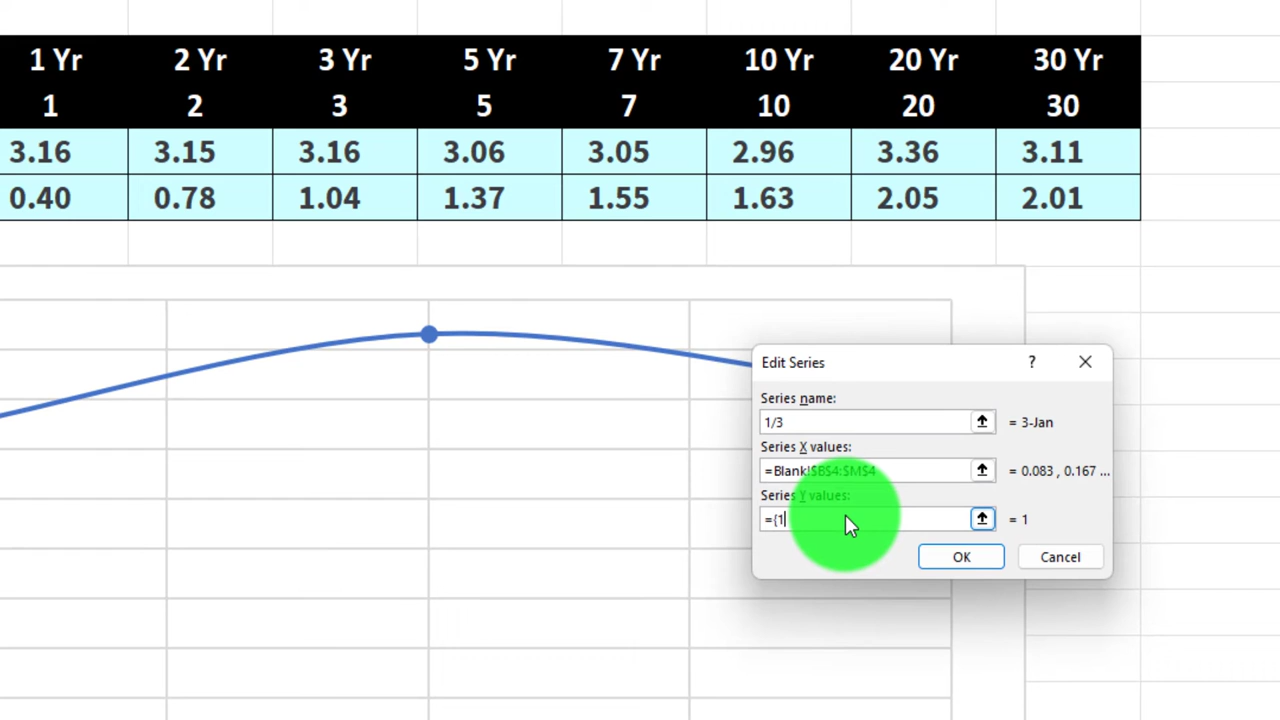 1 Yr 2 Yr 3 Yr 5 Yr 7 Yr 10 Yr 20 Yr 30 Yr
1 2 3 5 7 10 20 30
3.16 3.15 3.16 3.06 3.05 2.96 3.36 3.11
0.40 0.78 1.04 1.37 1.55 1.63 2.05 2.01
Edit Series ?
Series name:
1/3 = 3-Jan
Series X values:
=Blank!$B$4:$M$4 = 0.083 , 0.167 ...
Series Y values:
={1 = 1
OK Cancel